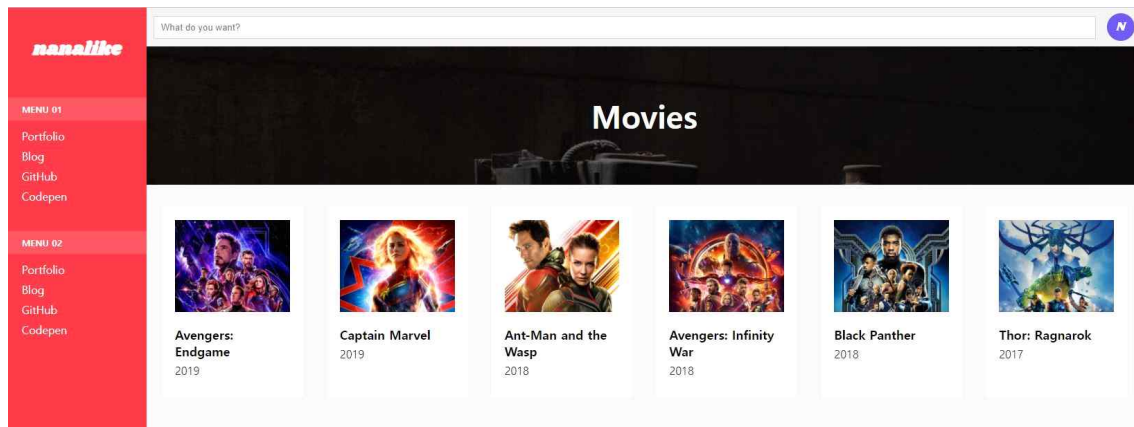 nanalike
What do you want?
N
MENU 01
Portfolio
Blog
GitHub
Codepen
MENU 02
Portfolio
Blog
GitHub
Codepen
Movies
Avengers:
Endgame
2019
Captain Marvel
2019
Ant-Man and the
Wasp
2018
Avengers: Infinity
War
2018
Black Panther
2018
Thor: Ragnarok
2017